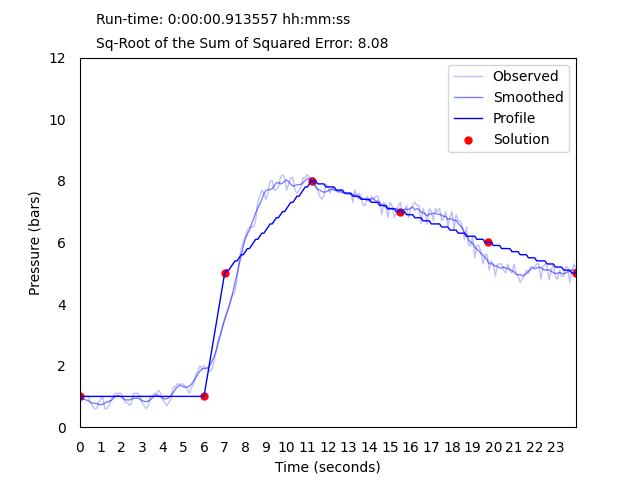 Run-time: 0:00:00.913557 hh:mm:ss
Sq-Root of the Sum of Squared Error: 8.08
12
10
8
6
4
2
0
Pressure (bars)
Observed
Smoothed
Profile
Solution
0 1 2 3 4 5 6 7 8 9 10 11 12 13 14 15 16 17 18 19 20 21 22 23
Time (seconds)